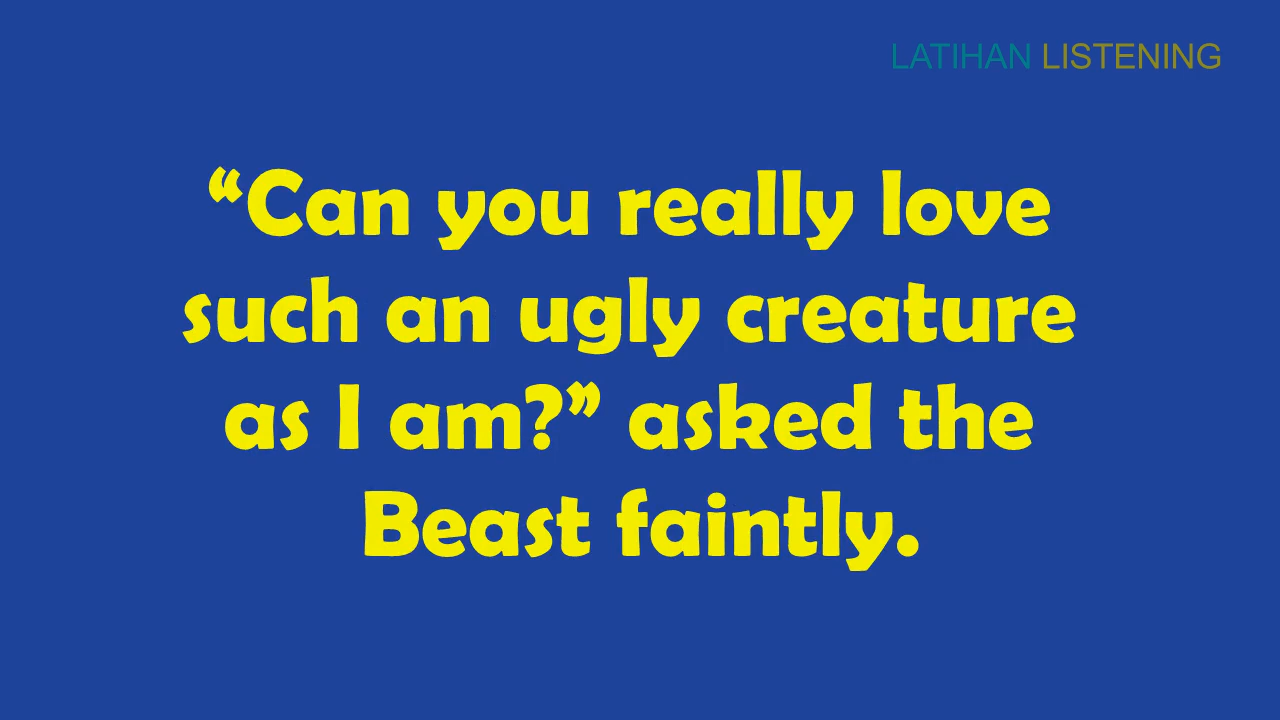 LATIHAN LISTENING
“Can you really love
such an ugly creature
as I am?” asked the
Beast faintly.